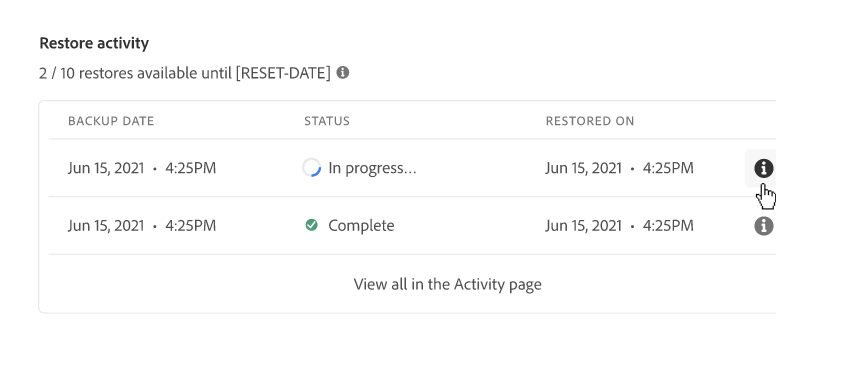 Restore activity
2 / 10 restores available until [RESET-DATE]
BACKUP DATE STATUS RESTORED ON
Jun 15, 2021 • 4:25PM In progress... Jun 15, 2021 • 4:25PM
Jun 15, 2021 • 4:25PM Complete Jun 15, 2021 • 4:25PM
View all in the Activity page